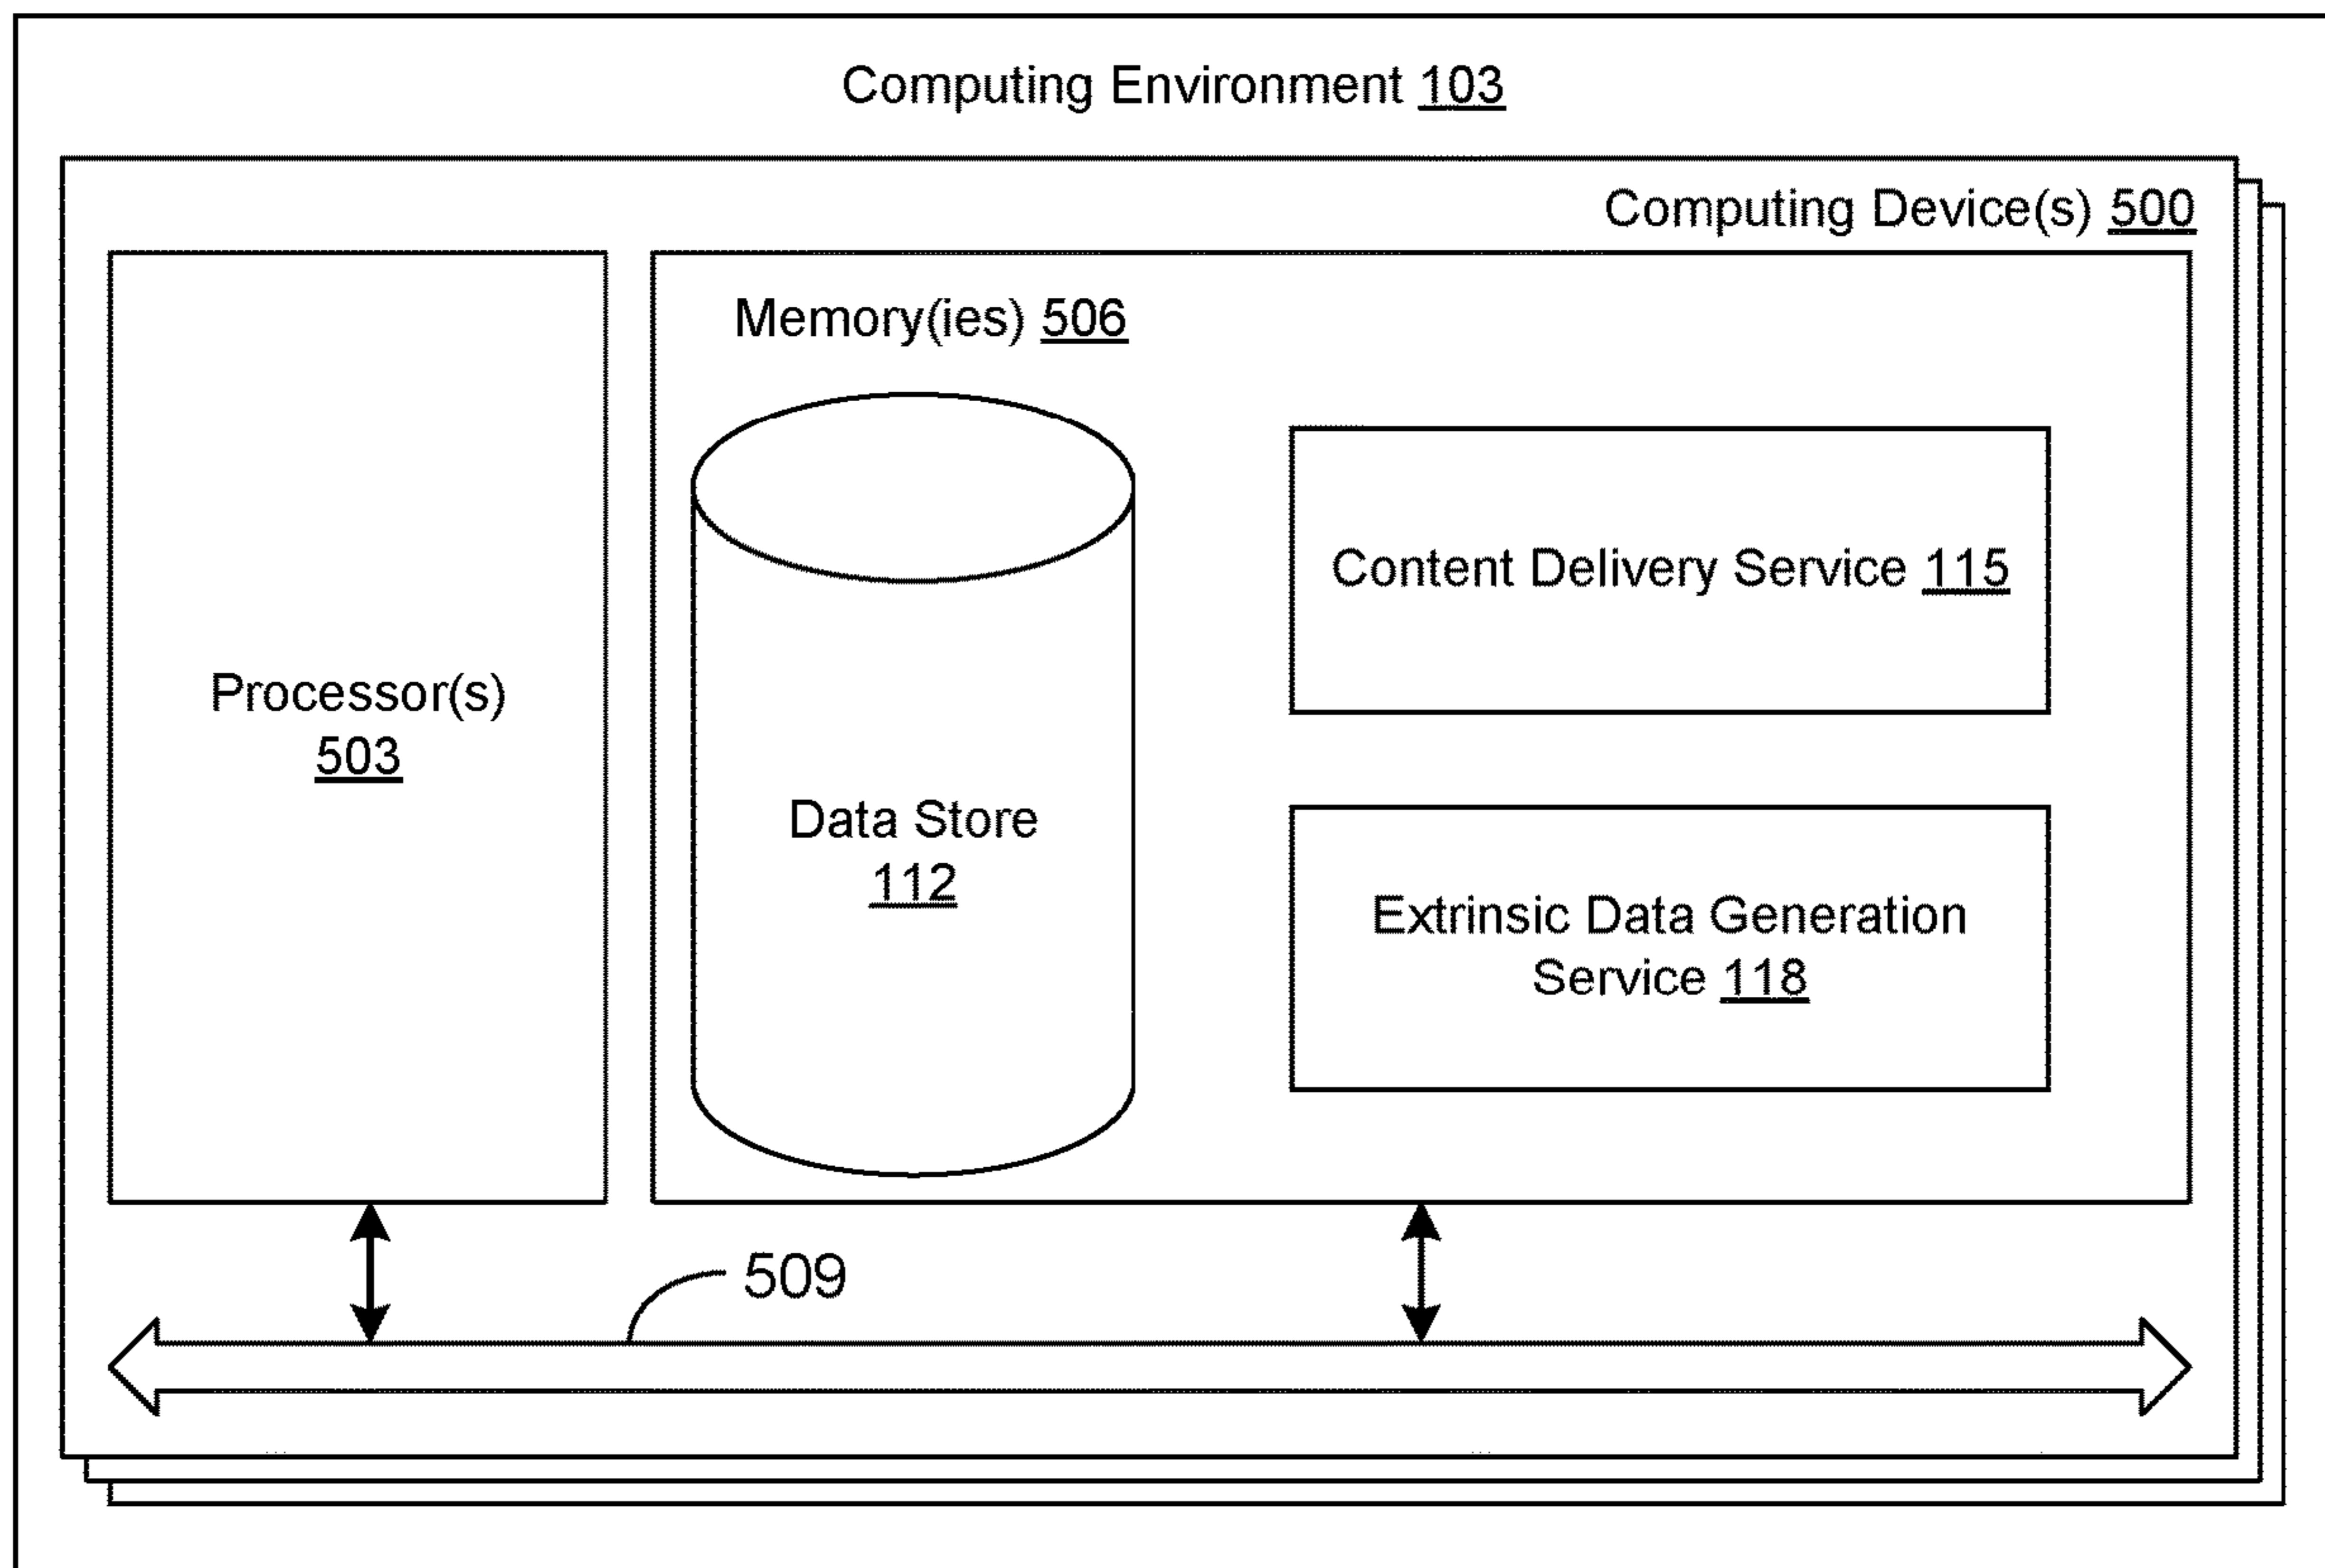 Computing Environment 103
Computing Device(s) 500
Memory(ies) 506
Content Delivery Service 115
Processor(s)
503
Data Store
112
Extrinsic Data Generation
Service 118
509